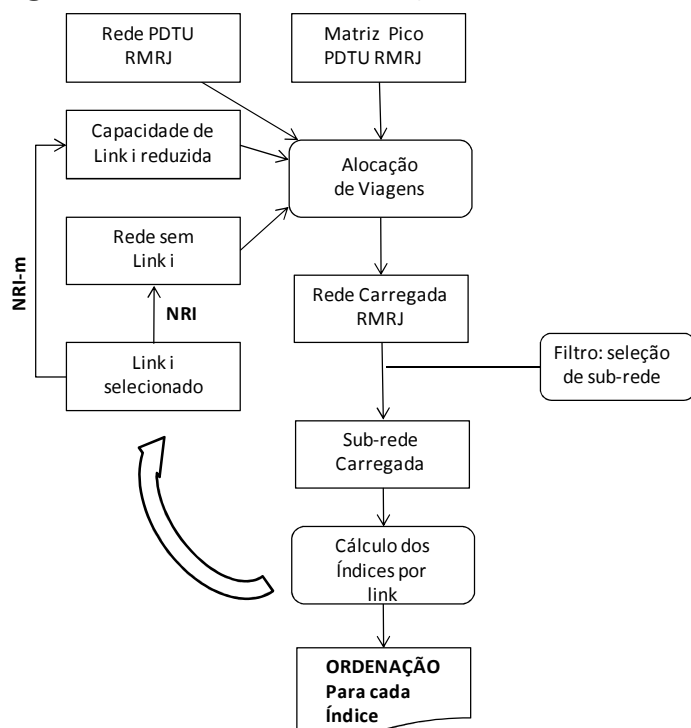 Rede PDTU
RMRJ
Matriz Pico
PDTU RMRJ
Capacidade de
Link i reduzida
Alocação
de Viagens
Rede sem
Link i
NRI-m
NRI
Rede Carregada
RMRJ
Link i
selecionado
Filtro: seleção
de sub-rede
Sub-rede
Carregada
Cálculo dos
Índices por
link
ORDENAÇÃO
Para cada
Índice